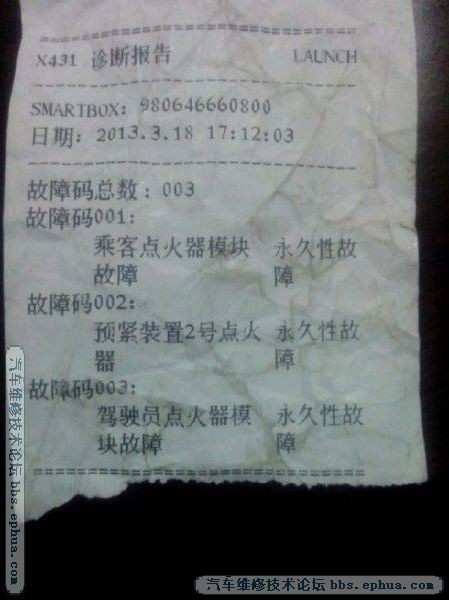 X431 诊断报告 LAUNCH
SMARTBOX: 980646660800
日期: 2013.3.18 17:12:03
故障码总数: 003
故障码001:
乘客点火器模块 永久性故
故障 障
故障码002:
预紧装置2号点火 永久性故
器 障
故障码003:
驾驶员点火器模 永久性故
块故障 障
汽车维修技术论坛 bbs.ephua.com
汽车维修技术论坛 bbs.ephua.com